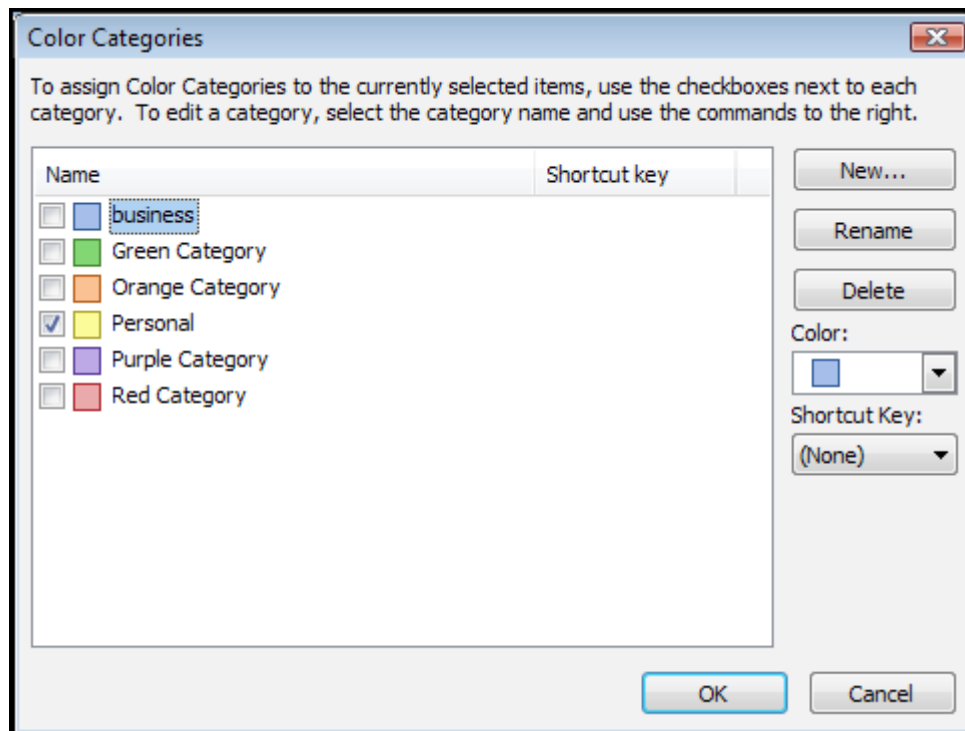 Color Categories
To assign Color Categories to the currently selected items, use the checkboxes next to each
category.  To edit a category, select the category name and use the commands to the right.
Name Shortcut key
New...
business
Rename
Green Category
Orange Category
Delete
Personal
Color:
Purple Category
Red Category
Shortcut Key:
(None)
OK Cancel